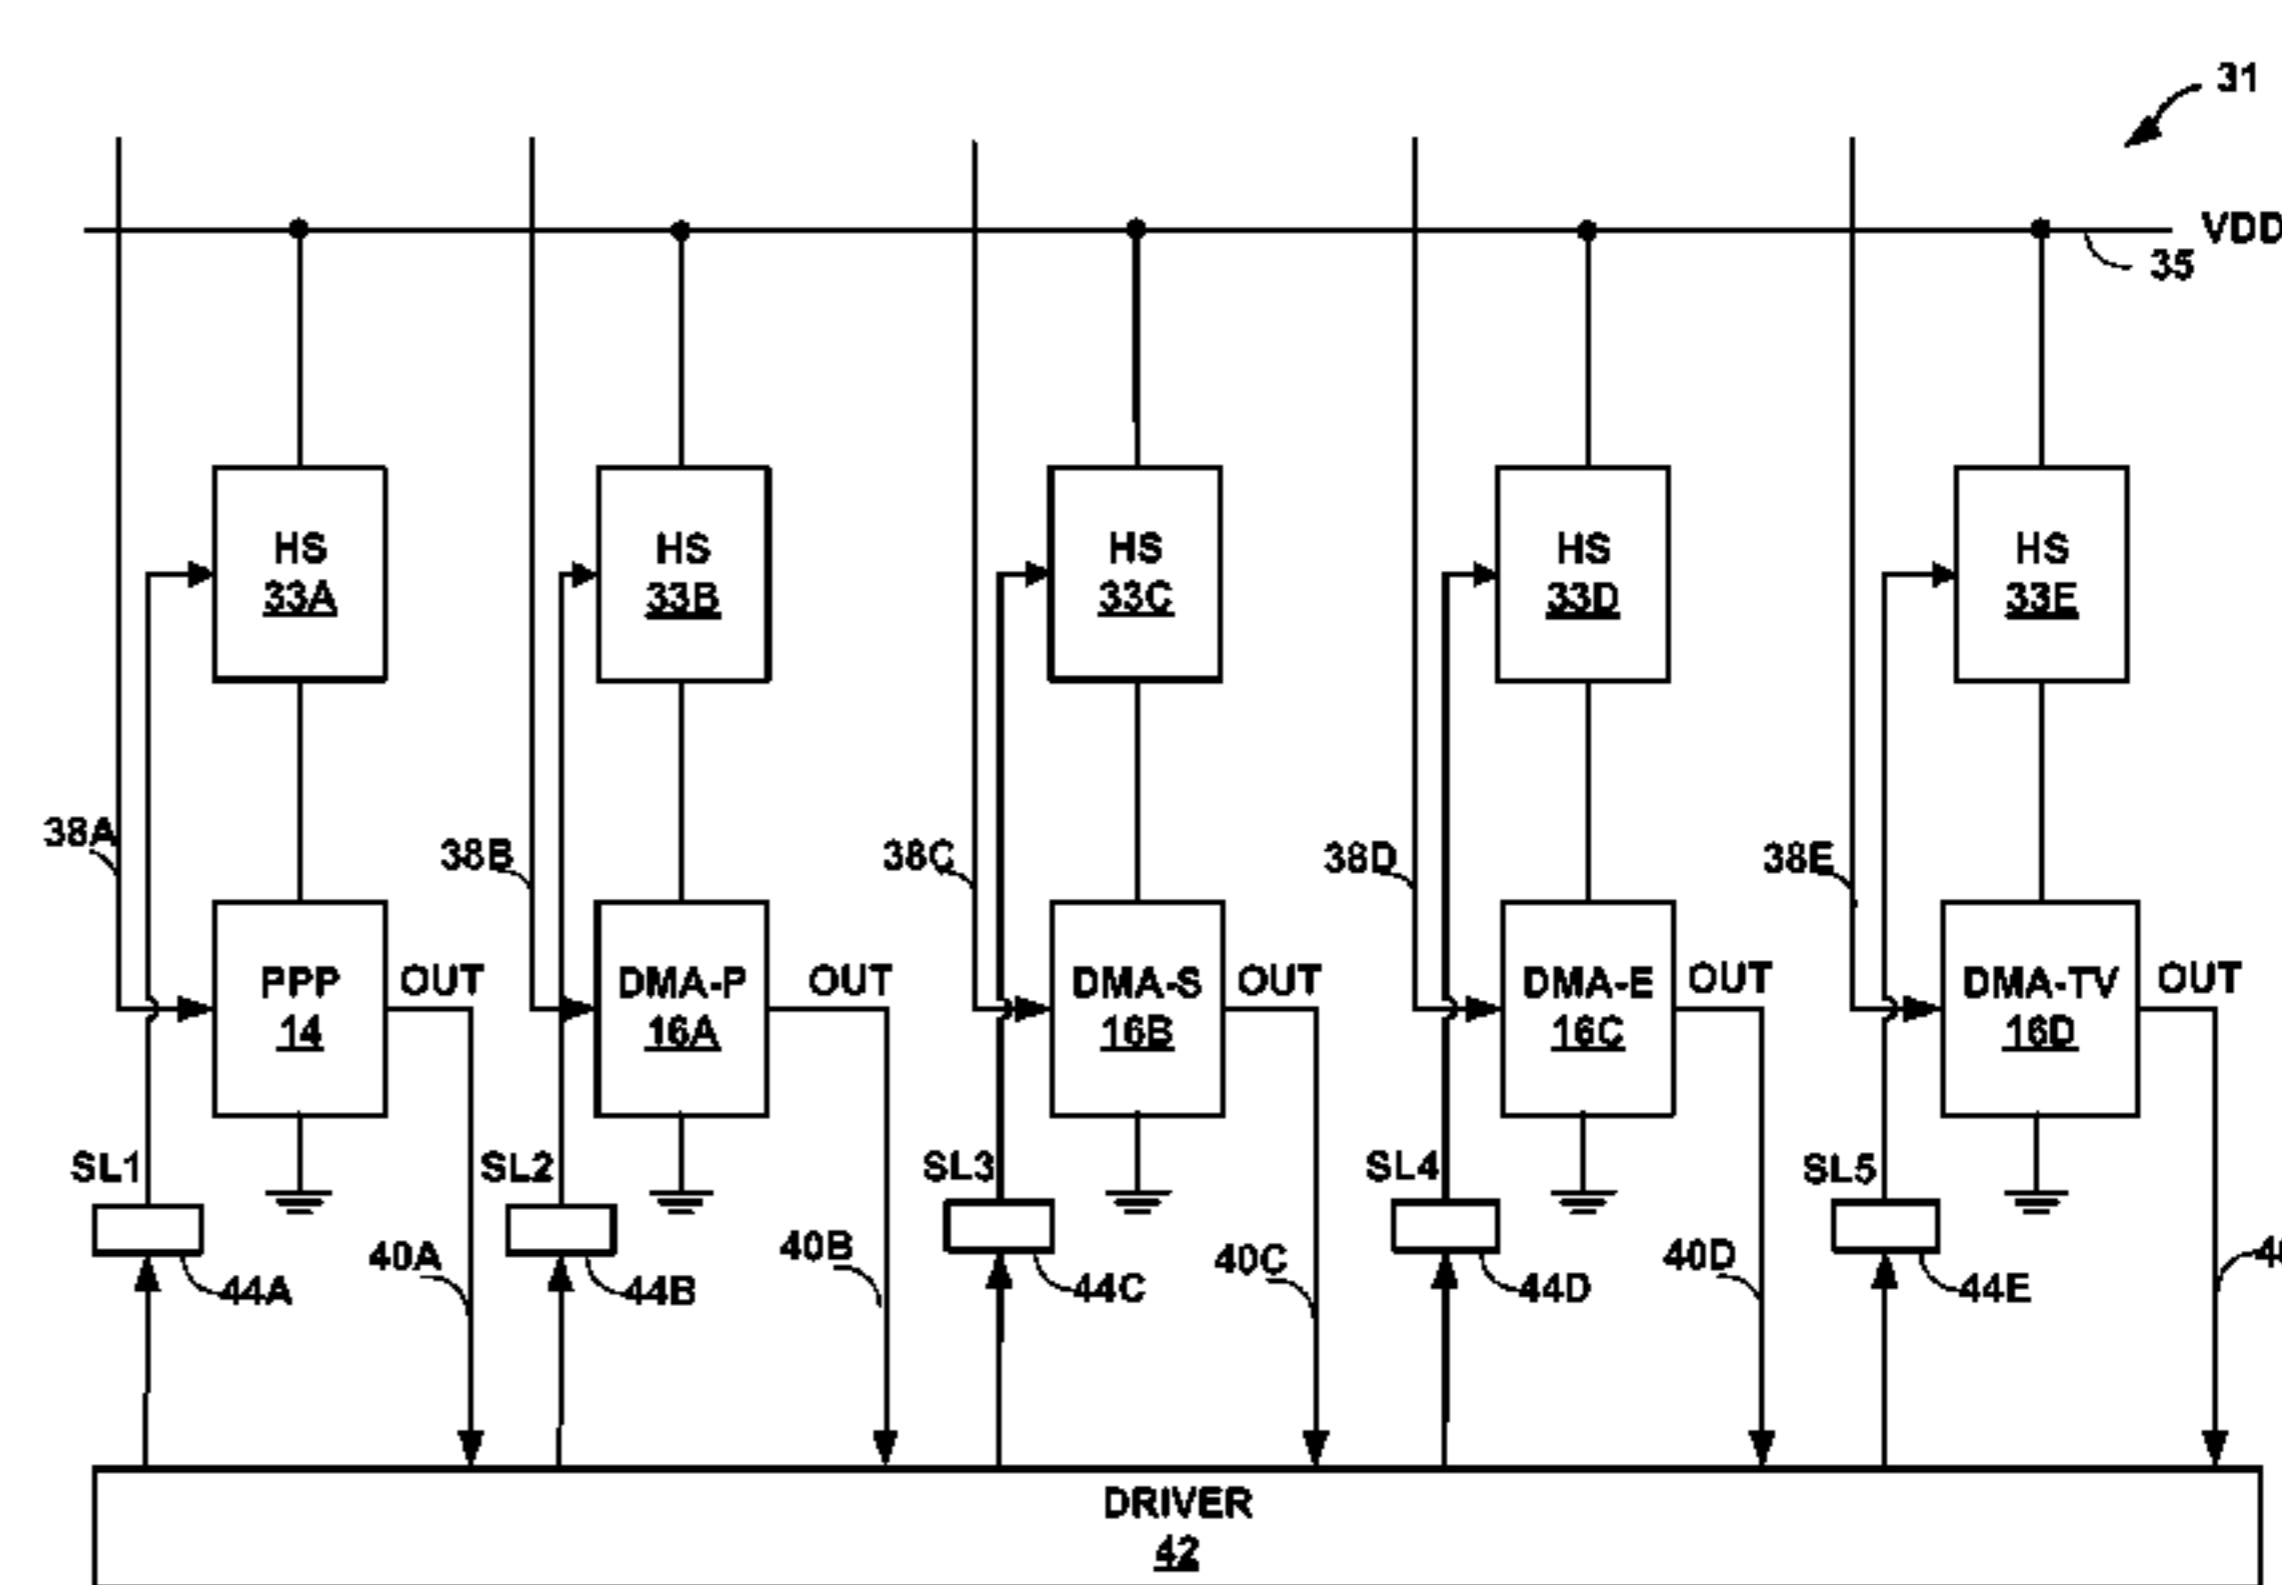 31
VDD
35
HS
33A
HS
33B
HS
33C
HS
33D
HS
33E
38A
38B
38C
38D
38E
PPP
14
OUT
DMA-P
16A
OUT
DMA-S
16B
OUT
DMA-E
16C
OUT
DMA-TV
16D
OUT
SL1
SL2
SL3
SL4
SL5
44A
40A
44B
40B
44C
40C
44D
40D
44E
DRIVER
42